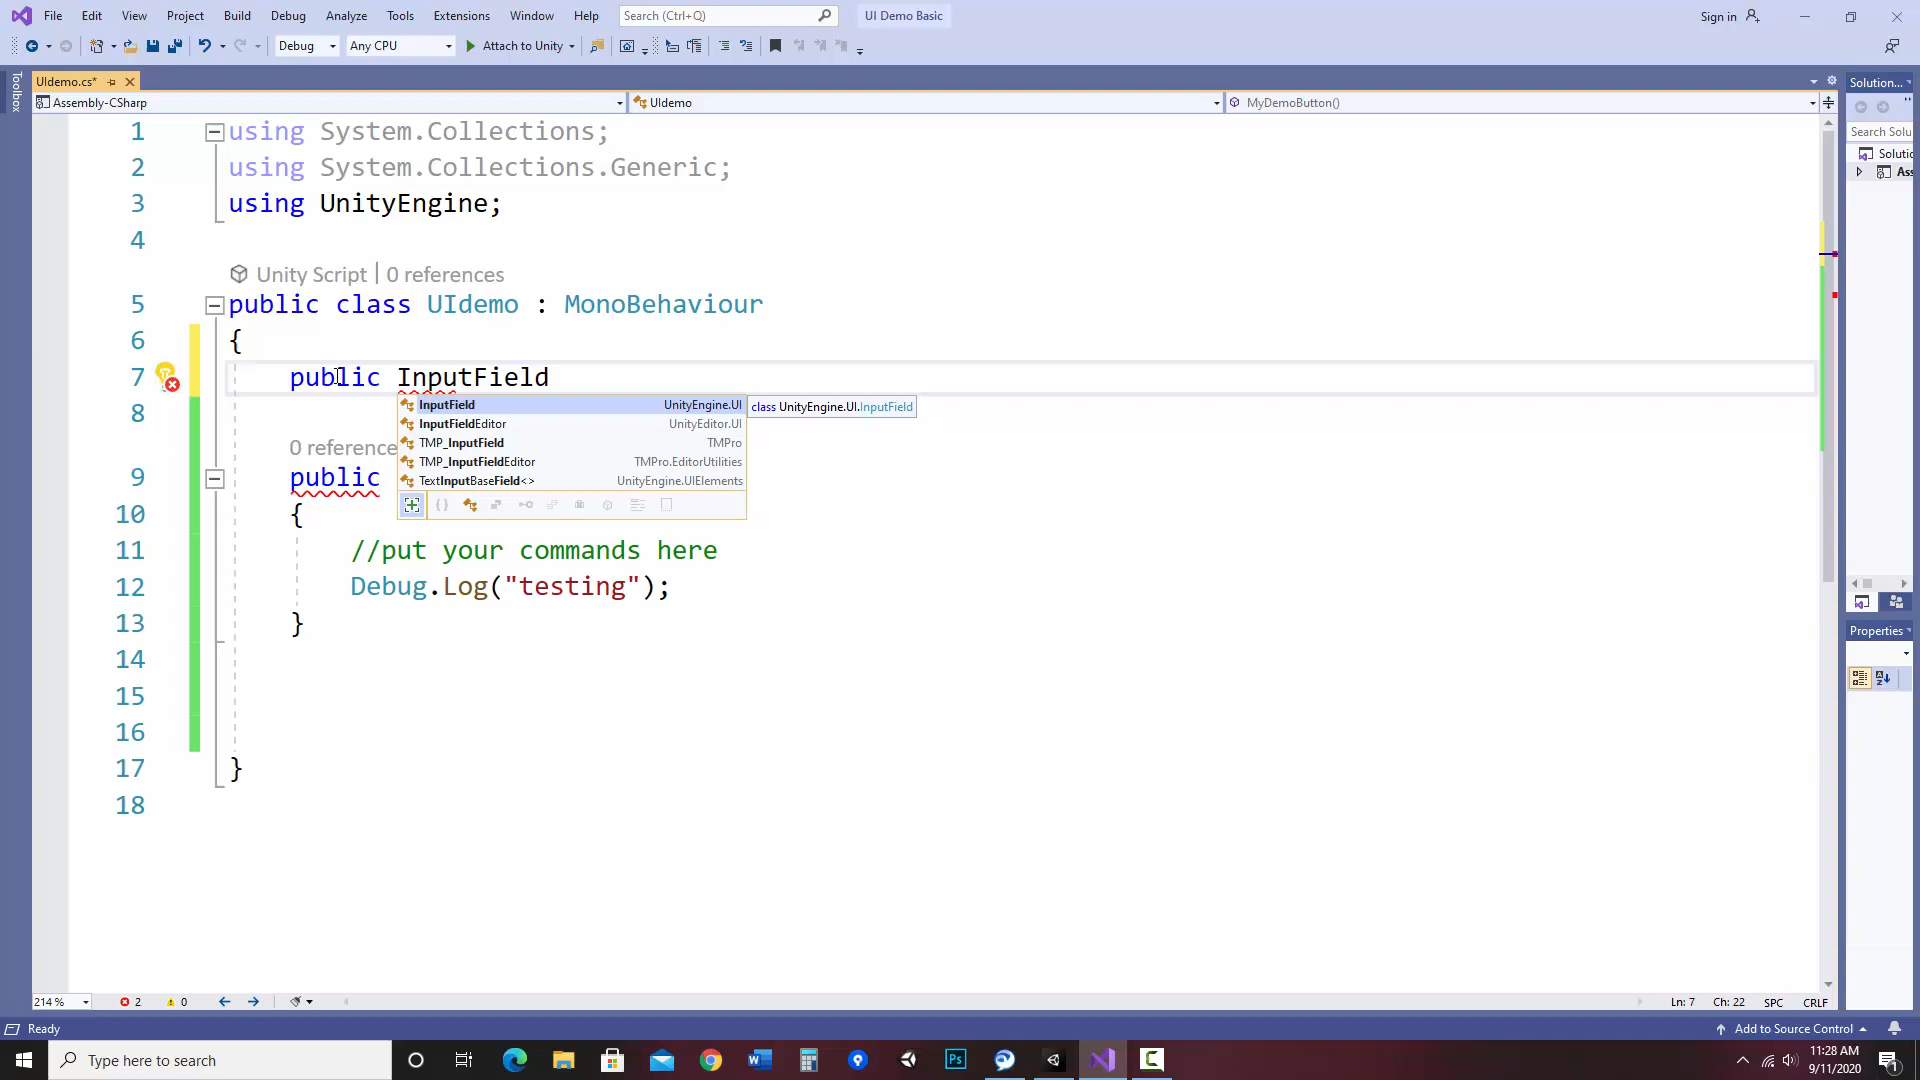 File Edit View Project Build Debug Analyze Tools Extensions Window Help Search (Ctrl+Q) UI Demo Basic Sign in
Debug Any CPU Attach to Unity
Toolbox
UIdemo.cs*
Solution...
Assembly-CSharp UIdemo MyDemoButton()
Search Solu
Solutic
Ass
1 using System.Collections;
2 using System.Collections.Generic;
3 using UnityEngine;
4
Unity Script | 0 references
5 public class UIdemo : MonoBehaviour
6 {
7 public InputField
InputField UnityEngine.UI class UnityEngine.UI.InputField
InputFieldEditor UnityEditor.UI
TMP_InputField TMPro
TMP_InputFieldEditor TMPro.EditorUtilities
TextInputBaseField<> UnityEngine.UIElements
8
0 reference
9 public
10 {
11 //put your commands here
12 Debug.Log("testing");
13 }
14
15
16
17 }
18
Properties
214 % 2 0 Ln: 7 Ch: 22 SPC CRLF
Ready Add to Source Control
Type here to search
11:28 AM
9/11/2020
1